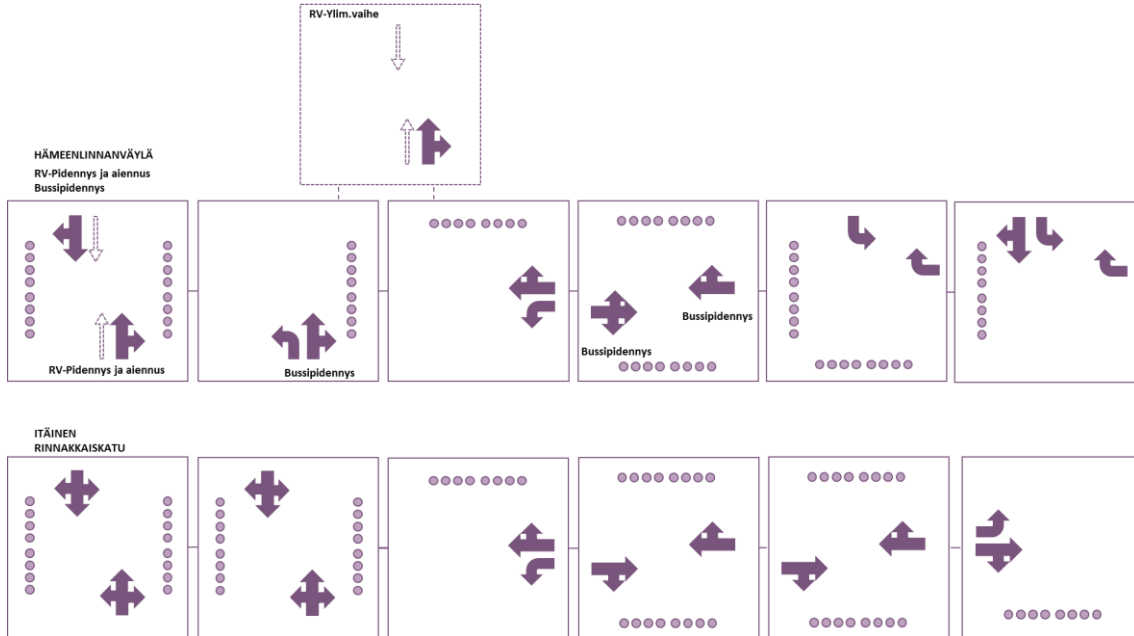 RV-Ylim.vaihe
HÄMEENLINNANVÄYLÄ
RV-Pidennys ja aiennus
Bussipidennys
RV-Pidennys ja aiennus
Bussipidennys
Bussipidennys
Bussipidennys
ITÄINEN
RINNAKKAISKATU